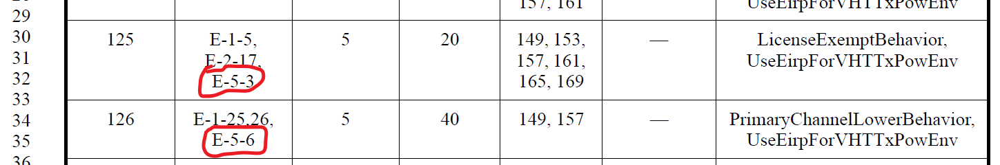 29
157, 161
UseEirpForVHTTxPowEnv
30
125
E-1-5,
5
20
149, 153,
—
LicenseExemptBehavior,
31
E-2-17,
157, 161,
UseEirpForVHTTxPowEnv
32
E-5-3
165, 169
33
34
126
E-1-25,26,
5
40
149, 157
—
PrimaryChannelLowerBehavior,
35
E-5-6
UseEirpForVHTTxPowEnv
36